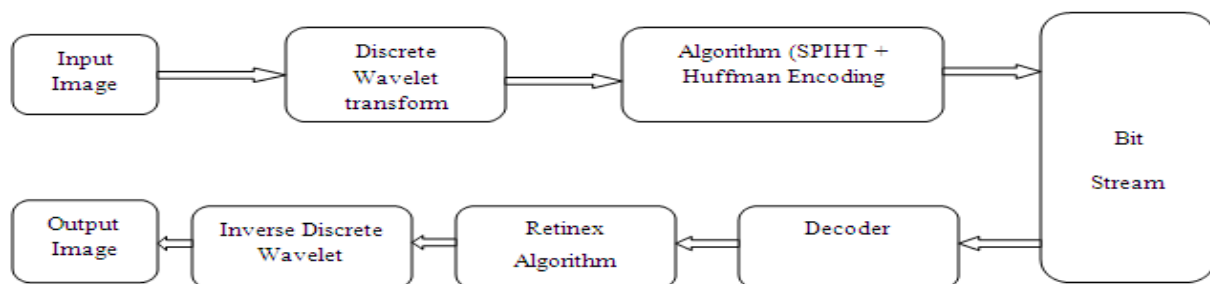 Input
Image
Discrete
Wavelet
transform
Algorithm (SPIHT +
Huffman Encoding
Bit
Stream
Output
Image
Inverse Discrete
Wavelet
Retinex
Algorithm
Decoder